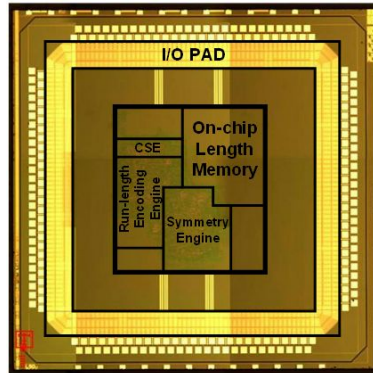 I/O PAD
On-chip
Length
Memory
CSE
Run-length
Encoding
Engine
Symmetry
Engine